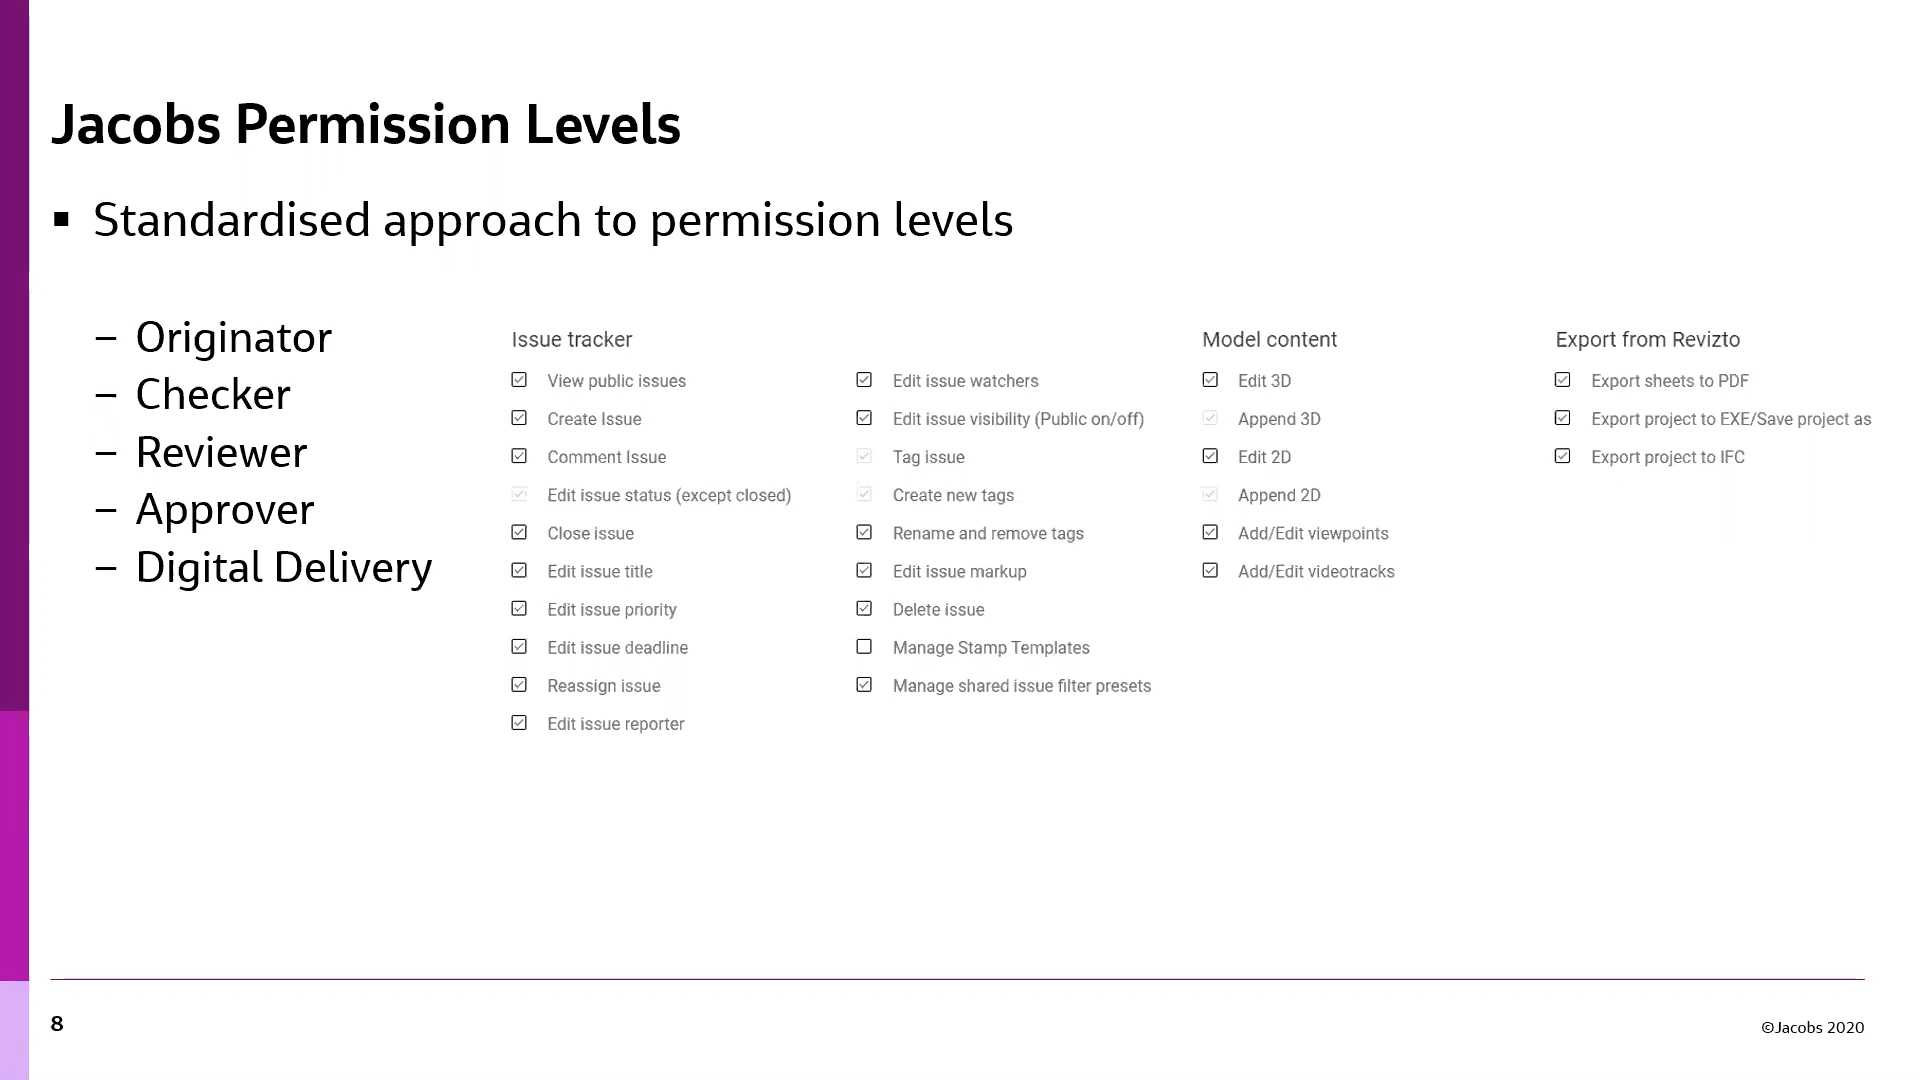 Jacobs Permission Levels
Standardised approach to permission levels
– Originator
– Checker
– Reviewer
– Approver
– Digital Delivery
Issue tracker
View public issues
Create Issue
Comment Issue
Edit issue status (except closed)
Close issue
Edit issue title
Edit issue priority
Edit issue deadline
Reassign issue
Edit issue reporter
Edit issue watchers
Edit issue visibility (Public on/off)
Tag issue
Create new tags
Rename and remove tags
Edit issue markup
Delete issue
Manage Stamp Templates
Manage shared issue filter presets
Model content
Edit 3D
Append 3D
Edit 2D
Append 2D
Add/Edit viewpoints
Add/Edit videotracks
Export from Revizto
Export sheets to PDF
Export project to EXE/Save project as
Export project to IFC
8
©Jacobs 2020